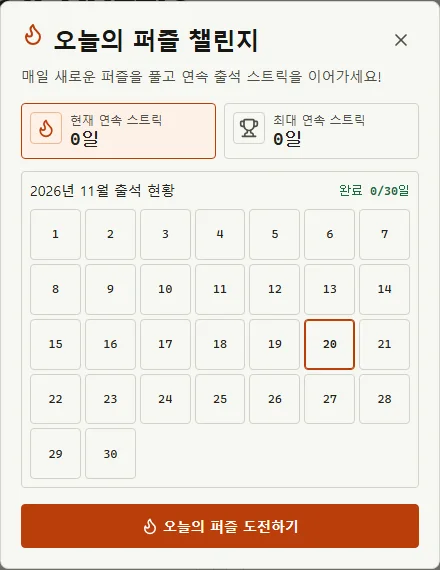 오늘의 퍼즐 챌린지
매일 새로운 퍼즐을 풀고 연속 출석 스트릭을 이어가세요!
현재 연속 스트릭
0일
최대 연속 스트릭
0일
2026년 11월 출석 현황
완료 0/30일
1 2 3 4 5 6 7
8 9 10 11 12 13 14
15 16 17 18 19 20 21
22 23 24 25 26 27 28
29 30
오늘의 퍼즐 도전하기